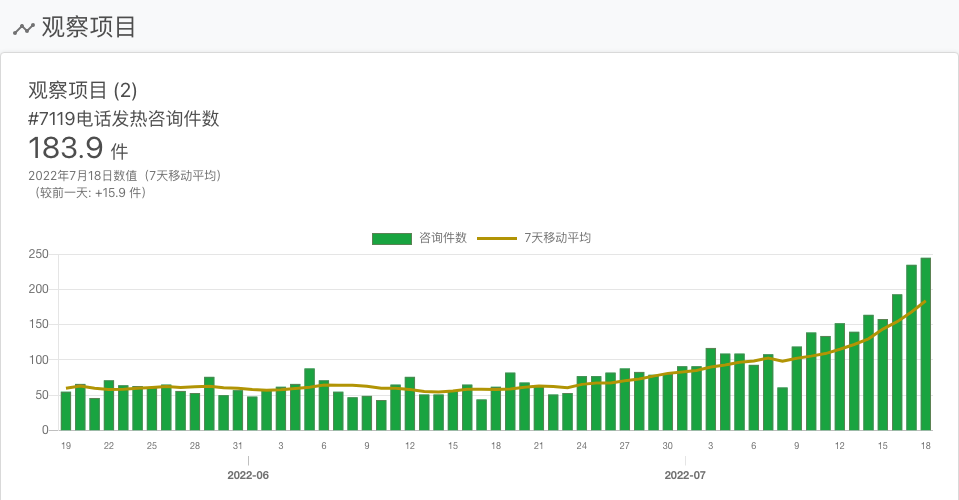 观察项目
观察项目 (2)
#7119电话发热咨询件数
183.9 件
2022年7月18日数值（7天移动平均）
（较前一天: +15.9 件）
咨询件数 7天移动平均
250
200
150
100
50
0
19 22 25 28 31 3 6 9 12 15 18 21 24 27 30 3 6 9 12 15 18
2022-06 2022-07